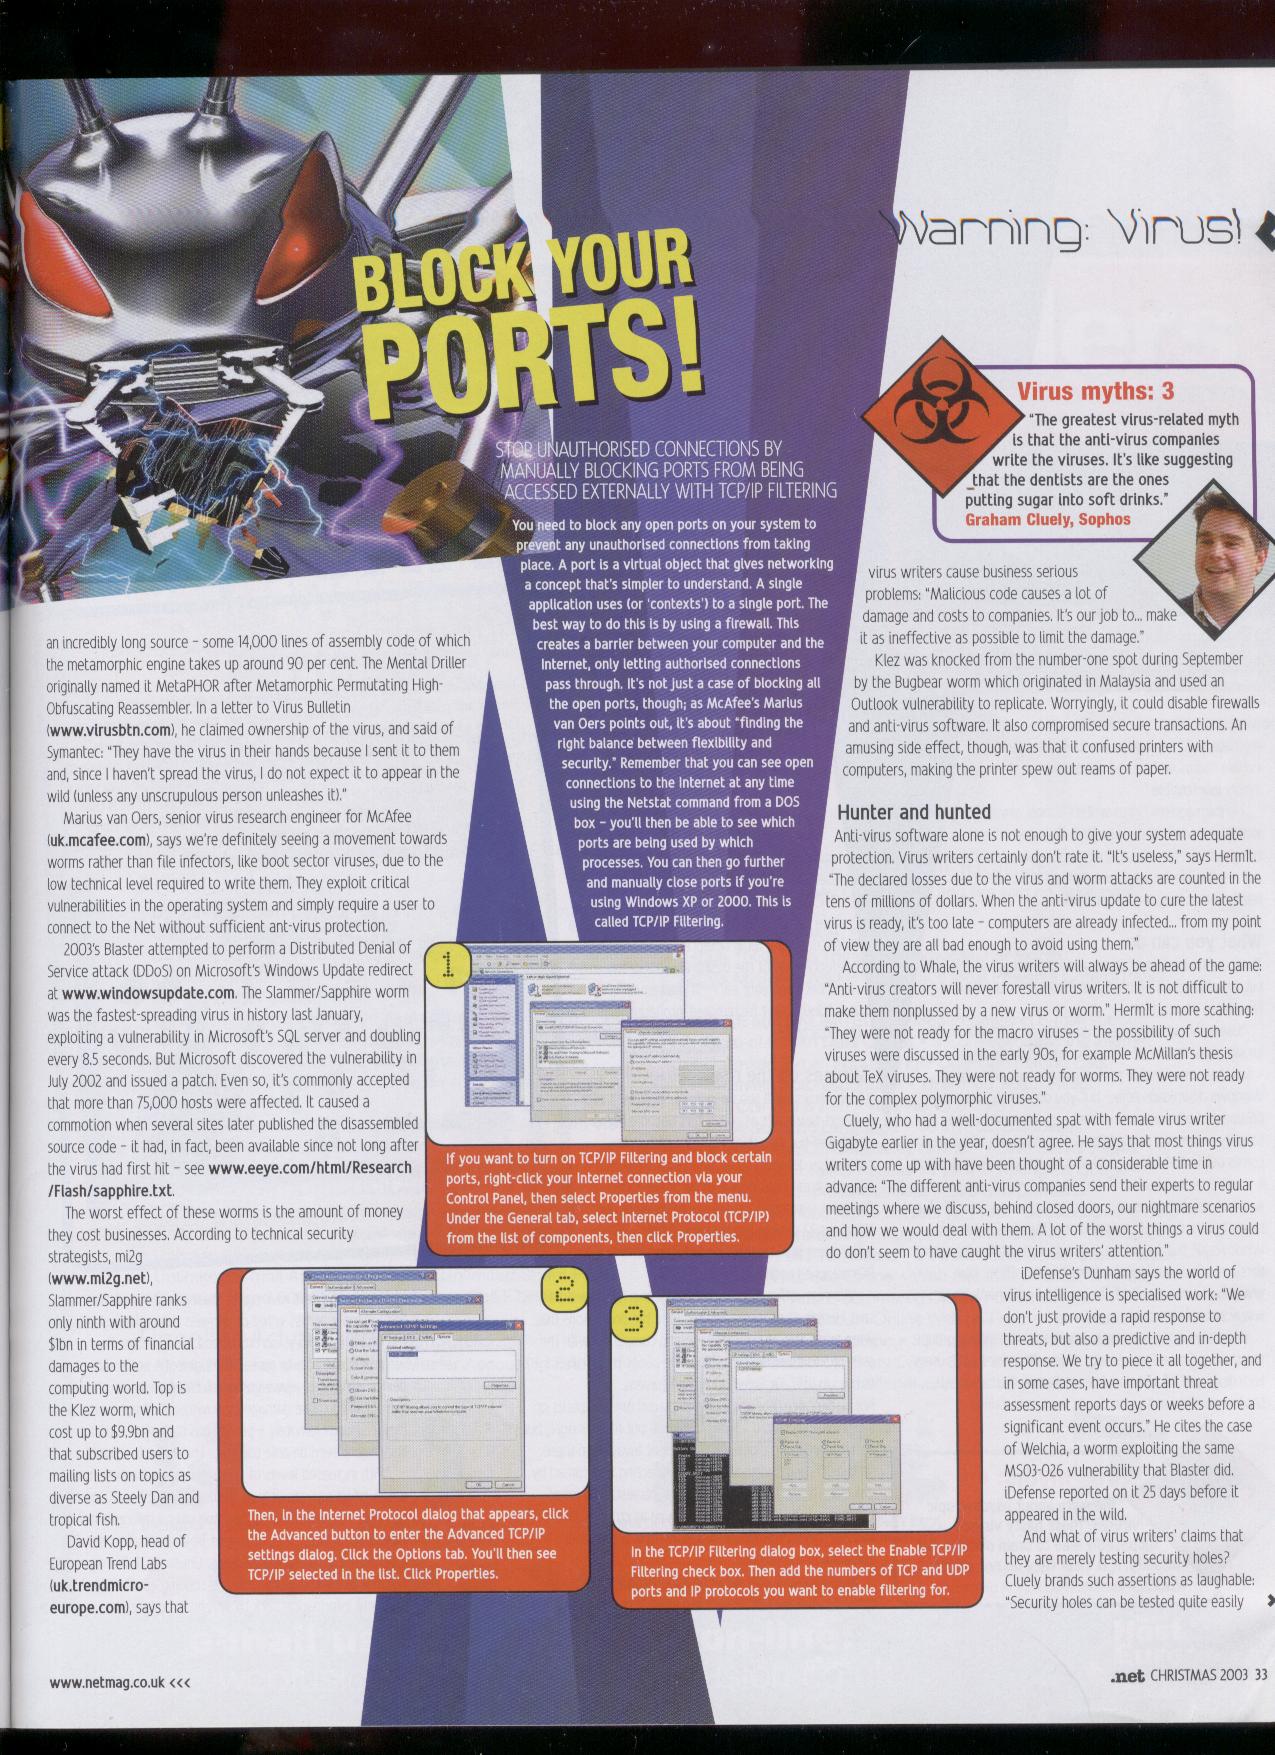 Warning: Virus!
BLOCK YOUR
PORTS!
STOP UNAUTHORISED CONNECTIONS BY
MANUALLY BLOCKING PORTS FROM BEING
ACCESSED EXTERNALLY WITH TCP/IP FILTERING
You need to block any open ports on your system to
prevent any unauthorised connections from taking
place. A port is a virtual object that gives networking
a concept that's simpler to understand. A single
application uses (or 'contexts') to a single port. The
best way to do this is by using a firewall. This
creates a barrier between your computer and the
Internet, only letting authorised connections
pass through. It's not just a case of blocking all
the open ports, though; as McAfee's Marius
van Oers points out, it's about "finding the
right balance between flexibility and
security." Remember that you can see open
connections to the Internet at any time
using the Netstat command from a DOS
box – you'll then be able to see which
ports are being used by which
processes. You can then go further
and manually close ports if you're
using Windows XP or 2000. This is
called TCP/IP Filtering.
1
If you want to turn on TCP/IP Filtering and block certain
ports, right-click your Internet connection via your
Control Panel, then select Properties from the menu.
Under the General tab, select Internet Protocol (TCP/IP)
from the list of components, then click Properties.
2
Advanced TCP/IP Settings
Then, in the Internet Protocol dialog that appears, click
the Advanced button to enter the Advanced TCP/IP
settings dialog. Click the Options tab. You'll then see
TCP/IP selected in the list. Click Properties.
3
In the TCP/IP Filtering dialog box, select the Enable TCP/IP
Filtering check box. Then add the numbers of TCP and UDP
ports and IP protocols you want to enable filtering for.
an incredibly long source – some 14,000 lines of assembly code of which
the metamorphic engine takes up around 90 per cent. The Mental Driller
originally named it MetaPHOR after Metamorphic Permutating High-
Obfuscating Reassembler. In a letter to Virus Bulletin
(www.virusbtn.com), he claimed ownership of the virus, and said of
Symantec: "They have the virus in their hands because I sent it to them
and, since I haven't spread the virus, I do not expect it to appear in the
wild (unless any unscrupulous person unleashes it)."
Marius van Oers, senior virus research engineer for McAfee
(uk.mcafee.com), says we're definitely seeing a movement towards
worms rather than file infectors, like boot sector viruses, due to the
low technical level required to write them. They exploit critical
vulnerabilities in the operating system and simply require a user to
connect to the Net without sufficient ant-virus protection.
2003's Blaster attempted to perform a Distributed Denial of
Service attack (DDoS) on Microsoft's Windows Update redirect
at www.windowsupdate.com. The Slammer/Sapphire worm
was the fastest-spreading virus in history last January,
exploiting a vulnerability in Microsoft's SQL server and doubling
every 8.5 seconds. But Microsoft discovered the vulnerability in
July 2002 and issued a patch. Even so, it's commonly accepted
that more than 75,000 hosts were affected. It caused a
commotion when several sites later published the disassembled
source code – it had, in fact, been available since not long after
the virus had first hit – see www.eeye.com/html/Research
/Flash/sapphire.txt.
The worst effect of these worms is the amount of money
they cost businesses. According to technical security
strategists, mi2g
(www.mi2g.net),
Slammer/Sapphire ranks
only ninth with around
$1bn in terms of financial
damages to the
computing world. Top is
the Klez worm, which
cost up to $9.9bn and
that subscribed users to
mailing lists on topics as
diverse as Steely Dan and
tropical fish.
David Kopp, head of
European Trend Labs
(uk.trendmicro-
europe.com), says that
Virus myths: 3
"The greatest virus-related myth
is that the anti-virus companies
write the viruses. It's like suggesting
that the dentists are the ones
putting sugar into soft drinks."
Graham Cluely, Sophos
virus writers cause business serious
problems: "Malicious code causes a lot of
damage and costs to companies. It's our job to... make
it as ineffective as possible to limit the damage."
Klez was knocked from the number-one spot during September
by the Bugbear worm which originated in Malaysia and used an
Outlook vulnerability to replicate. Worryingly, it could disable firewalls
and anti-virus software. It also compromised secure transactions. An
amusing side effect, though, was that it confused printers with
computers, making the printer spew out reams of paper.
Hunter and hunted
Anti-virus software alone is not enough to give your system adequate
protection. Virus writers certainly don't rate it. "It's useless," says Herm1t.
"The declared losses due to the virus and worm attacks are counted in the
tens of millions of dollars. When the anti-virus update to cure the latest
virus is ready, it's too late – computers are already infected... from my point
of view they are all bad enough to avoid using them."
According to Whale, the virus writers will always be ahead of the game:
"Anti-virus creators will never forestall virus writers. It is not difficult to
make them nonplussed by a new virus or worm." Herm1t is more scathing:
"They were not ready for the macro viruses – the possibility of such
viruses were discussed in the early 90s, for example McMillan's thesis
about TeX viruses. They were not ready for worms. They were not ready
for the complex polymorphic viruses."
Cluely, who had a well-documented spat with female virus writer
Gigabyte earlier in the year, doesn't agree. He says that most things virus
writers come up with have been thought of a considerable time in
advance: "The different anti-virus companies send their experts to regular
meetings where we discuss, behind closed doors, our nightmare scenarios
and how we would deal with them. A lot of the worst things a virus could
do don't seem to have caught the virus writers' attention."
iDefense's Dunham says the world of
virus intelligence is specialised work: "We
don't just provide a rapid response to
threats, but also a predictive and in-depth
response. We try to piece it all together, and
in some cases, have important threat
assessment reports days or weeks before a
significant event occurs." He cites the case
of Welchia, a worm exploiting the same
MS03-026 vulnerability that Blaster did.
iDefense reported on it 25 days before it
appeared in the wild.
And what of virus writers' claims that
they are merely testing security holes?
Cluely brands such assertions as laughable:
"Security holes can be tested quite easily
www.netmag.co.uk <<<
.net CHRISTMAS 2003 33